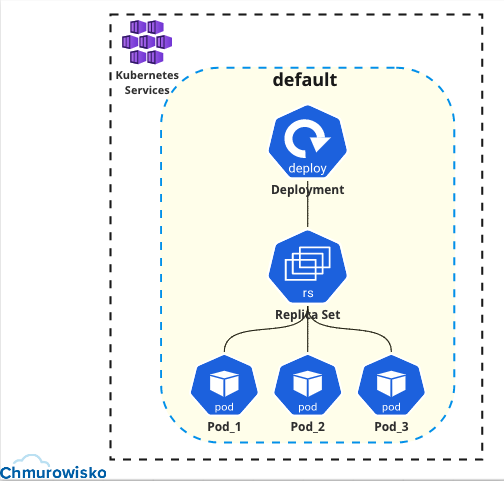 Kubernetes
Services
default
deploy
Deployment
rs
Replica Set
pod
pod
pod
Pod_1
Pod_2
Pod_3
Chmurowisko